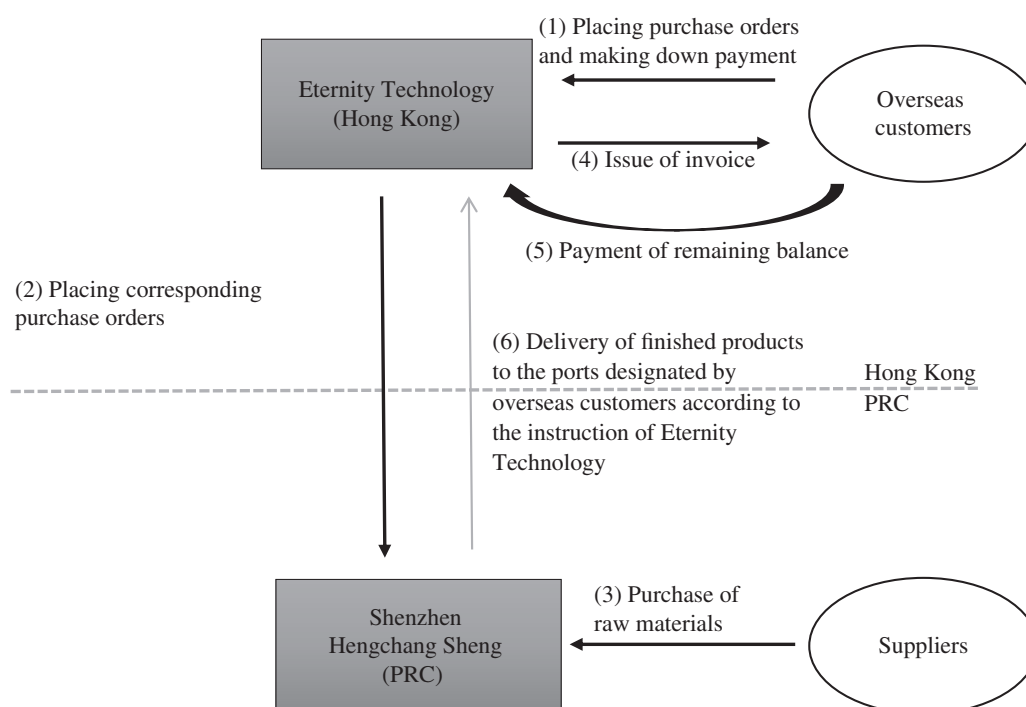 (1) Placing purchase orders
and making down payment
Eternity Technology
(Hong Kong)
Overseas
customers
(4) Issue of invoice
(5) Payment of remaining balance
(2) Placing corresponding
purchase orders
(6) Delivery of finished products
to the ports designated by
overseas customers according to
the instruction of Eternity
Technology
Hong Kong
PRC
(3) Purchase of
raw materials
Shenzhen
Hengchang Sheng
(PRC)
Suppliers